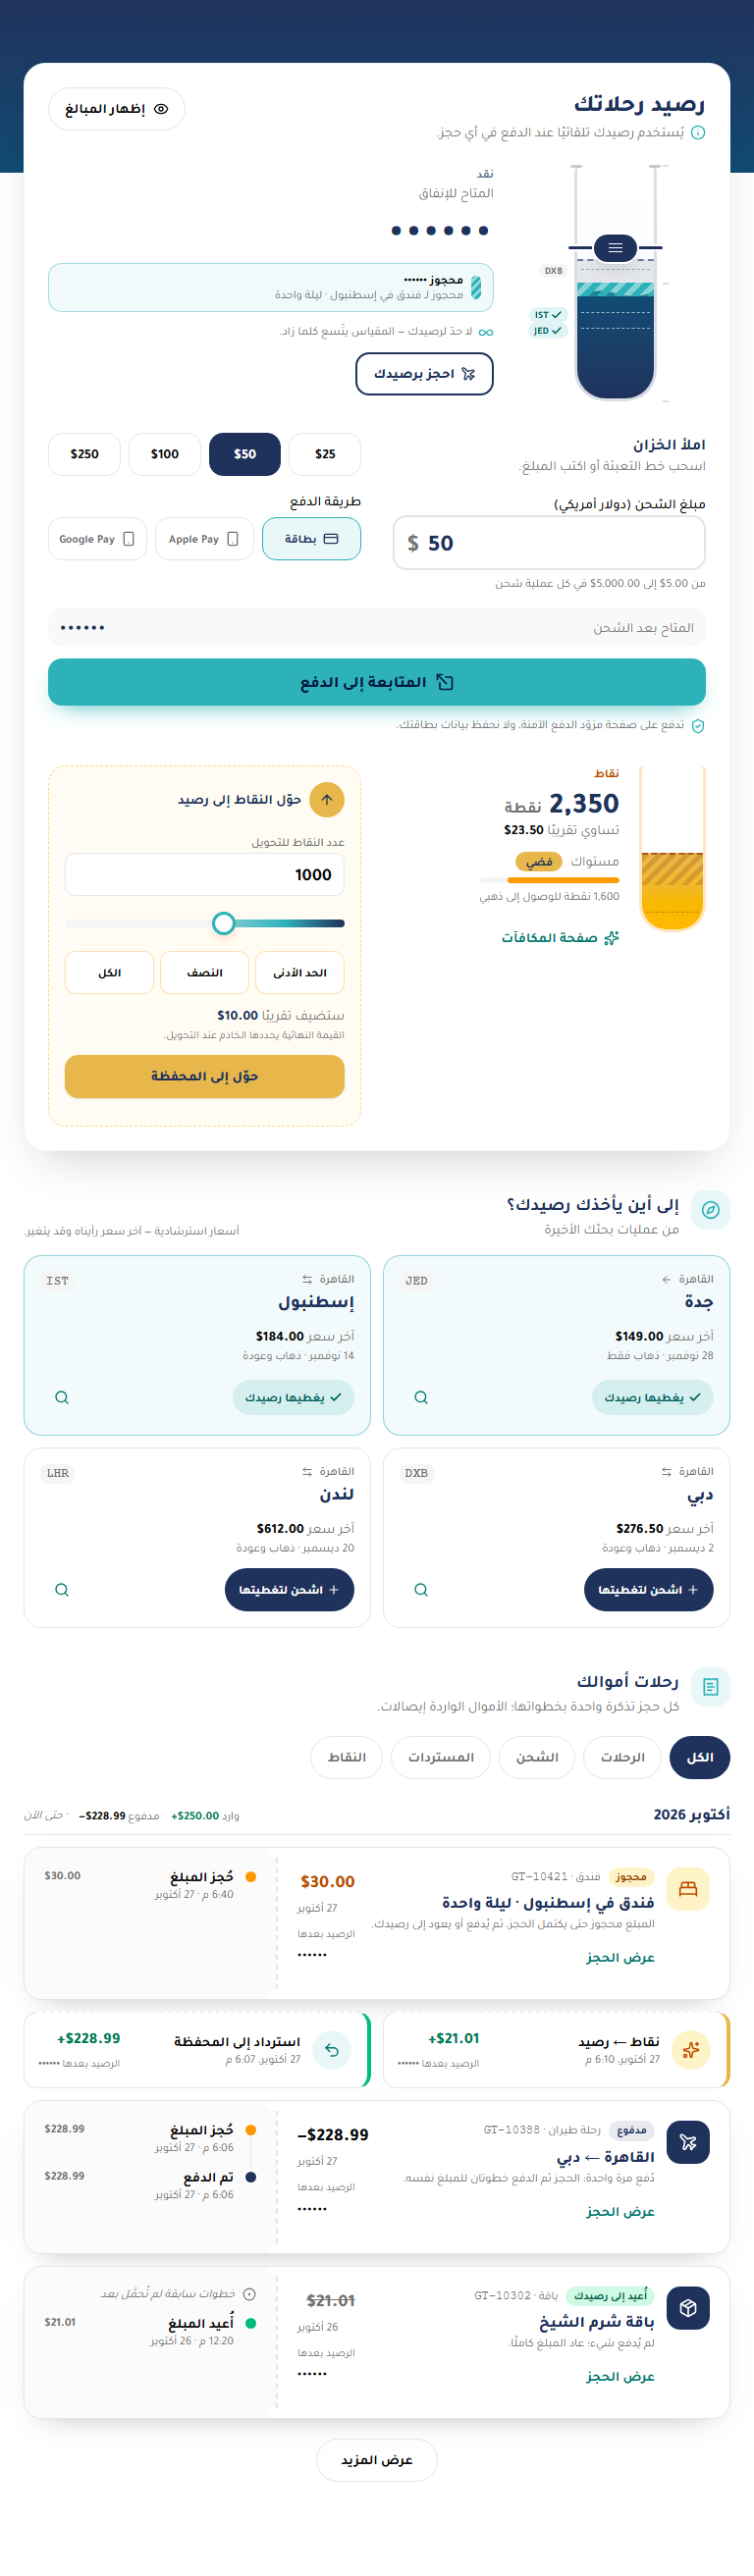 رصيد رحلاتك
إظهار المبالغ
يُستخدم رصيدك تلقائيًا عند الدفع في أي حجز.
نقد
المتاح للإنفاق
••••••
محجوز ••••••
محجوز لـ فندق في إسطنبول · ليلة واحدة
لا حدّ لرصيدك — المقياس يتّسع كلما زاد.
احجز برصيدك
DXB
IST
JED
املأ الخزان
اسحب خط التعبئة أو اكتب المبلغ.
$25
$50
$100
$250
مبلغ الشحن (دولار أمريكي)
$ 50
من $5.00 إلى $5,000.00 في كل عملية شحن
طريقة الدفع
بطاقة
Apple Pay
Google Pay
المتاح بعد الشحن
••••••
المتابعة إلى الدفع
تدفع على صفحة مزوّد الدفع الآمنة، ولا نحفظ بيانات بطاقتك.
نقاط
2,350 نقطة
تساوي تقريبًا $23.50
مستواك فضي
1,600 نقطة للوصول إلى ذهبي
صفحة المكافآت
حوّل النقاط إلى رصيد
عدد النقاط للتحويل
1000
الحد الأدنى
النصف
الكل
ستضيف تقريبًا $10.00
القيمة النهائية يحددها الخادم عند التحويل.
حوّل إلى المحفظة
إلى أين يأخذك رصيدك؟
من عمليات بحثك الأخيرة
أسعار استرشادية — آخر سعر رأيناه وقد يتغير.
القاهرة
JED
جدة
آخر سعر $149.00
28 نوفمبر · ذهاب فقط
يغطيها رصيدك
القاهرة
IST
إسطنبول
آخر سعر $184.00
14 نوفمبر · ذهاب وعودة
يغطيها رصيدك
القاهرة
DXB
دبي
آخر سعر $276.50
2 ديسمبر · ذهاب وعودة
اشحن لتغطيتها
القاهرة
LHR
لندن
آخر سعر $612.00
20 ديسمبر · ذهاب وعودة
اشحن لتغطيتها
رحلات أموالك
كل حجز تذكرة واحدة بخطواتها؛ الأموال الواردة إيصالات.
الكل
الرحلات
الشحن
المستردات
النقاط
أكتوبر 2026
وارد +$250.00 مدفوع −$228.99 · حتى الآن
محجوز فندق · GT-10421
فندق في إسطنبول · ليلة واحدة
المبلغ محجوز حتى يكتمل الحجز، ثم يُدفع أو يعود إلى رصيدك.
عرض الحجز
$30.00
27 أكتوبر
الرصيد بعدها
••••••
حُجز المبلغ
$30.00
6:40 م · 27 أكتوبر
نقاط ← رصيد
27 أكتوبر، 6:10 م
+$21.01
الرصيد بعدها ••••••
استرداد إلى المحفظة
27 أكتوبر، 6:07 م
+$228.99
الرصيد بعدها ••••••
مدفوع رحلة طيران · GT-10388
القاهرة ← دبي
دُفع مرة واحدة: الحجز ثم الدفع خطوتان للمبلغ نفسه.
عرض الحجز
−$228.99
27 أكتوبر
الرصيد بعدها
••••••
حُجز المبلغ
$228.99
6:06 م · 27 أكتوبر
تم الدفع
$228.99
6:06 م · 27 أكتوبر
أُعيد إلى رصيدك باقة · GT-10302
باقة شرم الشيخ
لم يُدفع شيء؛ عاد المبلغ كاملًا.
عرض الحجز
$21.01
26 أكتوبر
الرصيد بعدها
••••••
خطوات سابقة لم تُحمَّل بعد
أُعيد المبلغ
$21.01
12:20 م · 26 أكتوبر
عرض المزيد